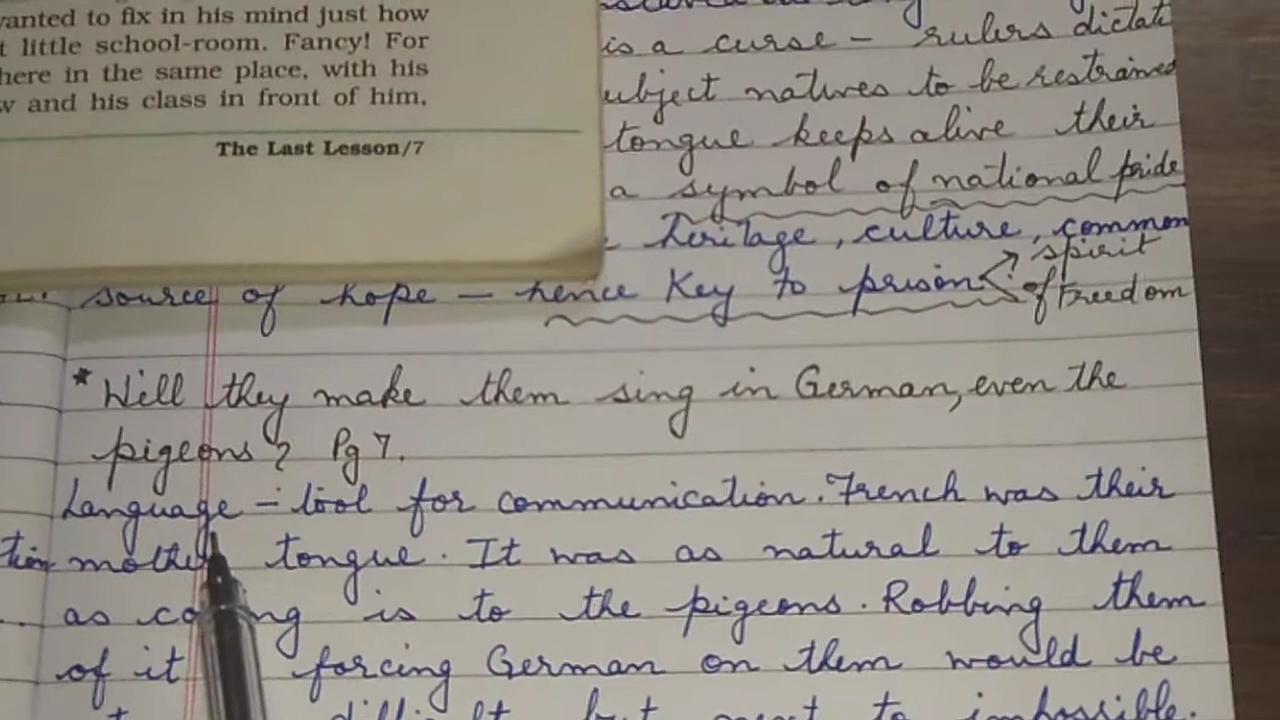 wanted to fix in his mind just how
t little school-room. Fancy! For
here in the same place, with his
w and his class in front of him,
The Last Lesson/7
is a curse - rulers dictate
ubject natives to be restrained
tongue keeps alive their
a symbol of national pride
heritage, culture, common
spirit
source of hope - hence Key to prison
of Freedom
*Will they make them sing in German, even the
pigeons? Pg 7.
Language - tool for communication. French was their
mother tongue. It was as natural to them
as cooing is to the pigeons. Robbing them
of it forcing German on them would be
but next to impossible.